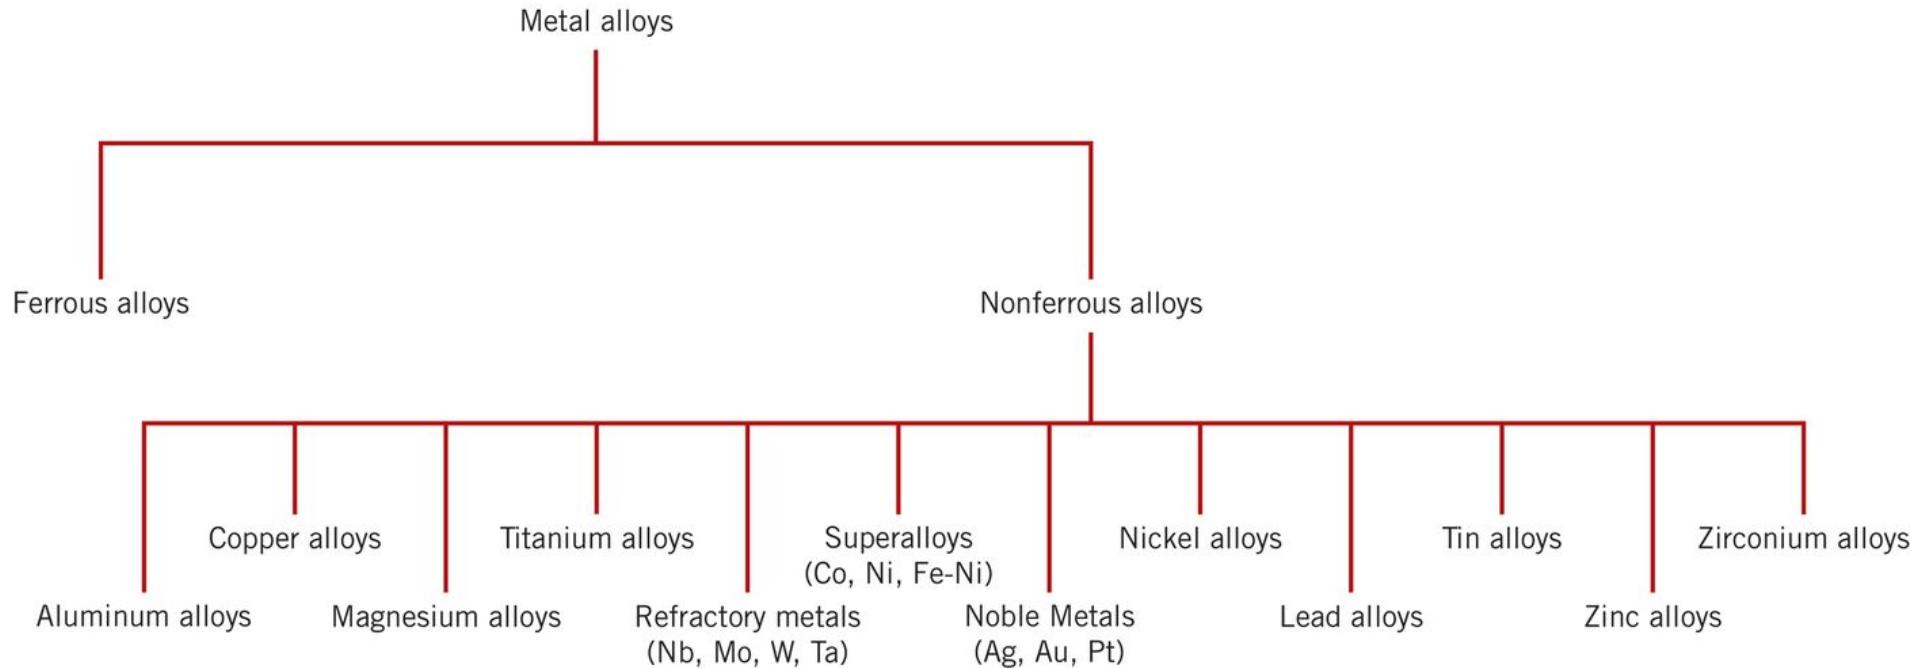 Metal alloys
Ferrous alloys
Nonferrous alloys
Copper alloys
Titanium alloys
Superalloys
(Co, Ni, Fe-Ni)
Nickel alloys
Tin alloys
Zirconium alloys
Aluminum alloys
Magnesium alloys
Refractory metals
(Nb, Mo, W, Ta)
Noble Metals
(Ag, Au, Pt)
Lead alloys
Zinc alloys